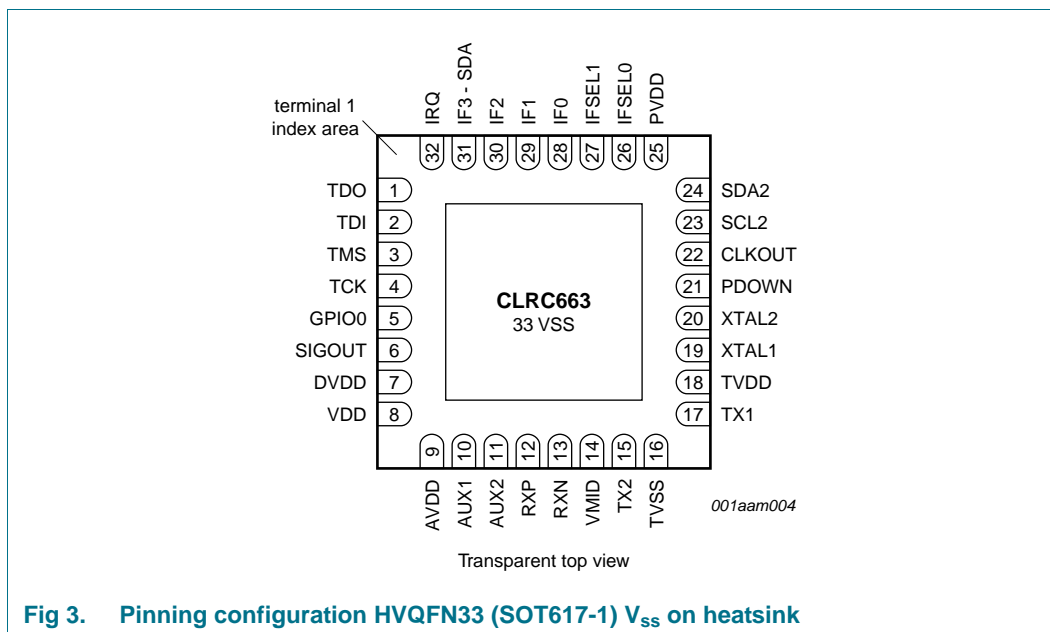 terminal 1
index area
IRQ
IF3 - SDA
IF2
IF1
IF0
IFSEL1
IFSEL0
PVDD
32
31
30
29
28
27
26
25
TDO 1
TDI 2
TMS 3
TCK 4
GPIO0 5
SIGOUT 6
DVDD 7
VDD 8
CLRC663
33 VSS
24 SDA2
23 SCL2
22 CLKOUT
21 PDOWN
20 XTAL2
19 XTAL1
18 TVDD
17 TX1
9
10
11
12
13
14
15
16
AVDD
AUX1
AUX2
RXP
RXN
VMID
TX2
TVSS
001aam004
Transparent top view
Fig 3. Pinning configuration HVQFN33 (SOT617-1) Vss on heatsink